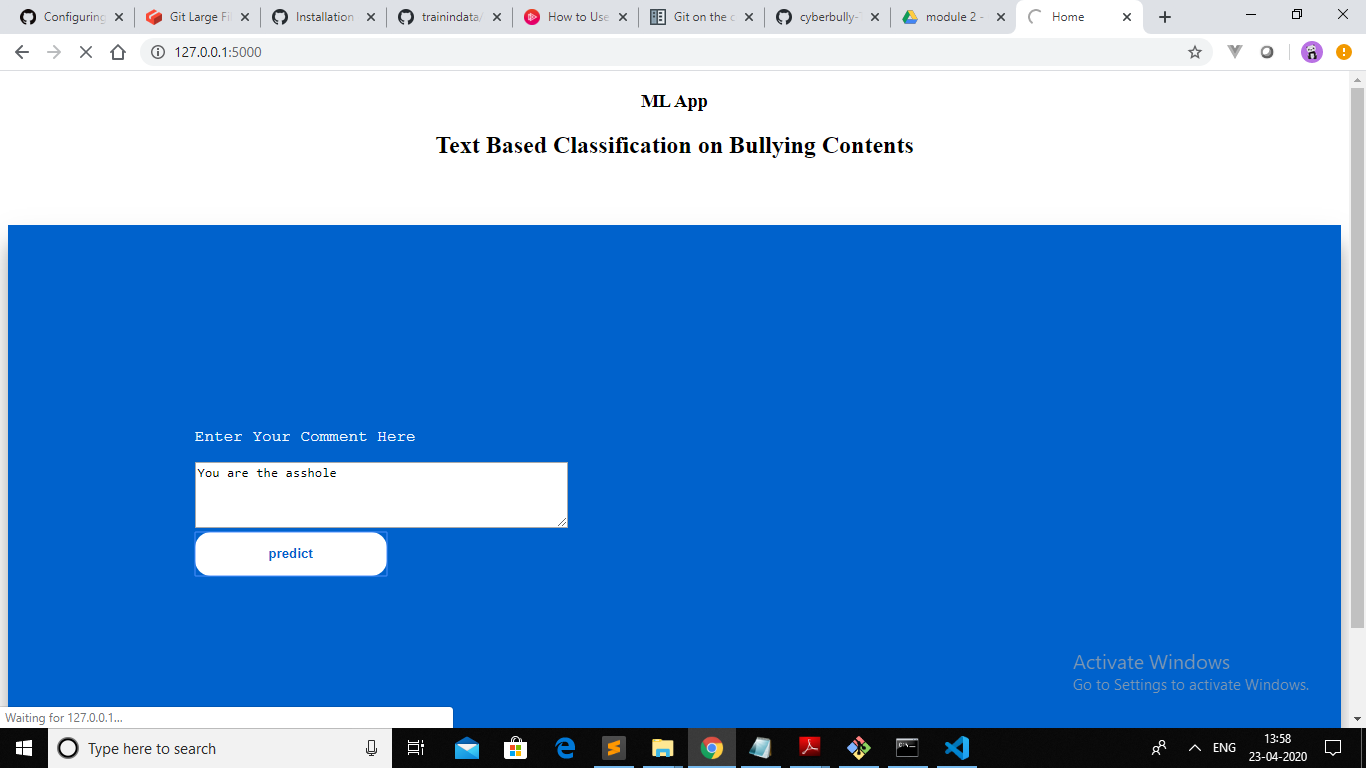 Configuring
Git Large Fi
Installation
trainindata/
How to Use
Git on the c
cyberbully-
module 2 -
Home
127.0.0.1:5000
ML App
Text Based Classification on Bullying Contents
Enter Your Comment Here
You are the asshole
predict
Activate Windows
Go to Settings to activate Windows.
Waiting for 127.0.0.1...
Type here to search
ENG
13:58
23-04-2020